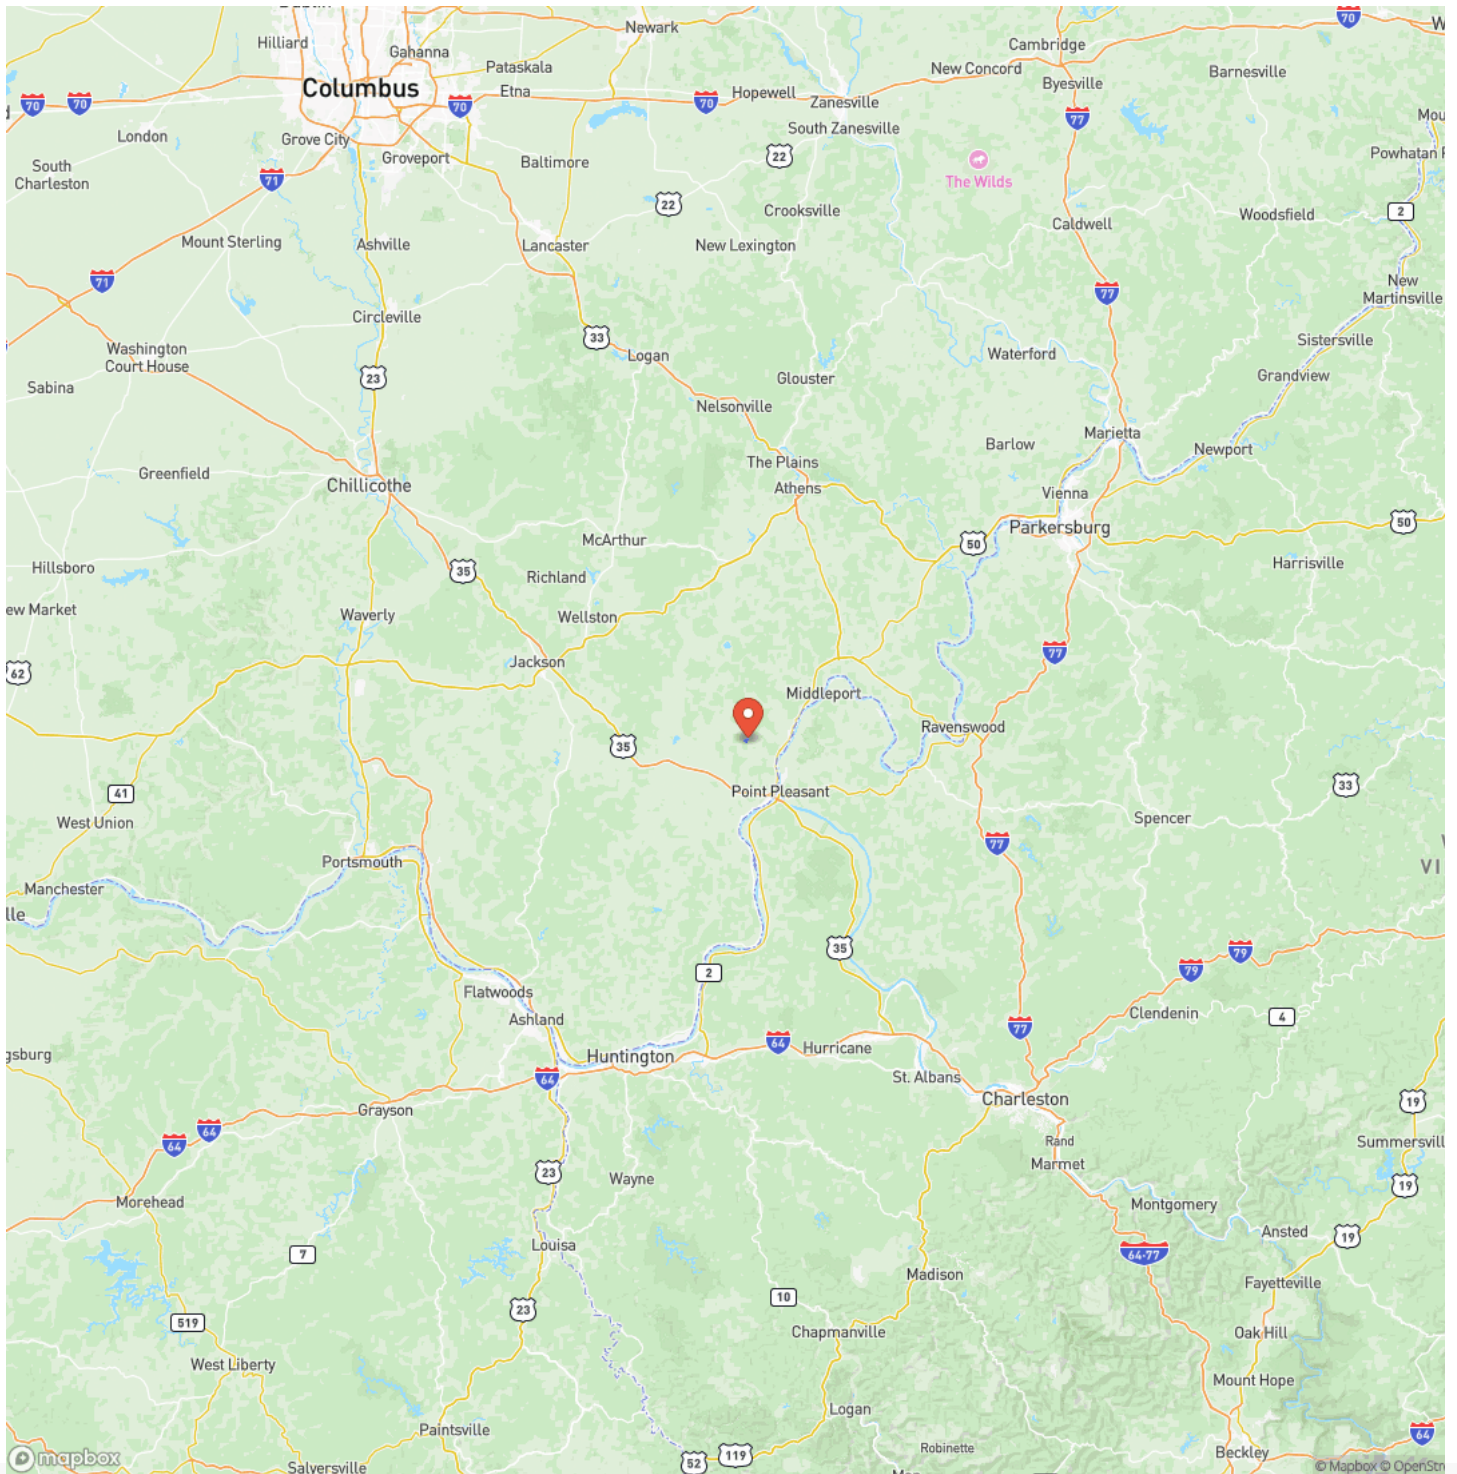 Hilliard
Gahanna
Newark
Cambridge
70
Pataskala
New Concord
Byesville
Barnesville
Columbus
Etna
Hopewell
Zanesville
70
70
70
70
77
London
Grove City
Groveport
South Zanesville
Baltimore
22
Powhatan
South
Charleston
71
The Wilds
22
Crooksville
Woodsfield
2
Mount Sterling
Ashville
Lancaster
New Lexington
Caldwell
71
77
New
Martinsville
Circleville
33
Sistersville
Washington
Court House
Logan
Waterford
Sabina
23
Glouster
Grandview
Nelsonville
Marietta
Barlow
Newport
Greenfield
The Plains
Chillicothe
Athens
Vienna
Parkersburg
50
50
McArthur
Hillsboro
35
Richland
Harrisville
ew Market
Waverly
Wellston
62
Jackson
77
Middleport
Ravenswood
35
41
Point Pleasant
33
West Union
Spencer
77
Portsmouth
VI
Manchester
lle
35
79
79
2
Flatwoods
Clendenin
4
Ashland
77
gsburg
Huntington
64
Hurricane
64
St. Albans
Charleston
19
Grayson
64
64
Rand
Summersvill
Marmet
23
Wayne
19
Morehead
Montgomery
Ansted
19
7
Louisa
64-77
Madison
Fayetteville
10
23
519
Chapmanville
Oak Hill
West Liberty
Mount Hope
Logan
Paintsville
64
mapbox
Robinette
Beckley
52
119
Salyersville
© Mapbox © OpenStre